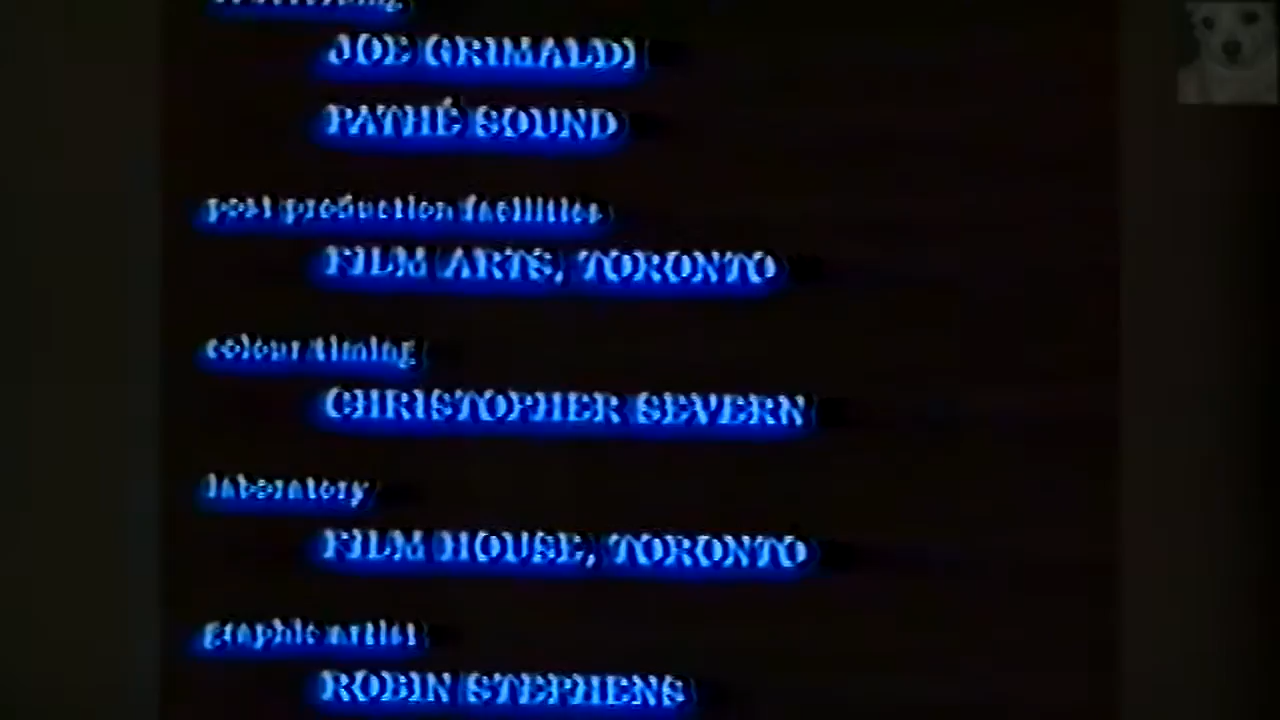 JOE GRIMALDI
PATHÉ SOUND
post production facilities
FILM ARTS, TORONTO
colour timing
CHRISTOPHER SEVERN
laboratory
FILM HOUSE, TORONTO
graphic artist
ROBIN STEPHENS